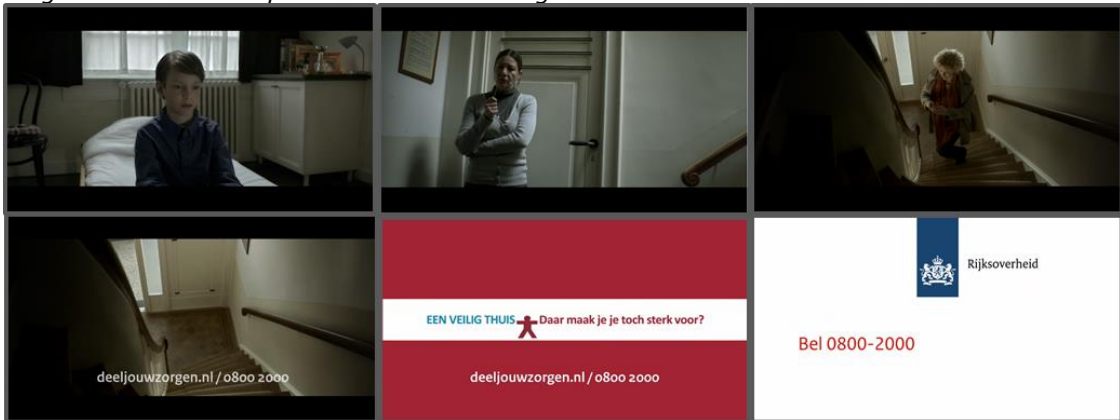 deeljouwzorgen.nl / 0800 2000
EEN VEILIG THUIS Daar maak je je toch sterk voor?
deeljouwzorgen.nl / 0800 2000
Rijksoverheid
Bel 0800-2000